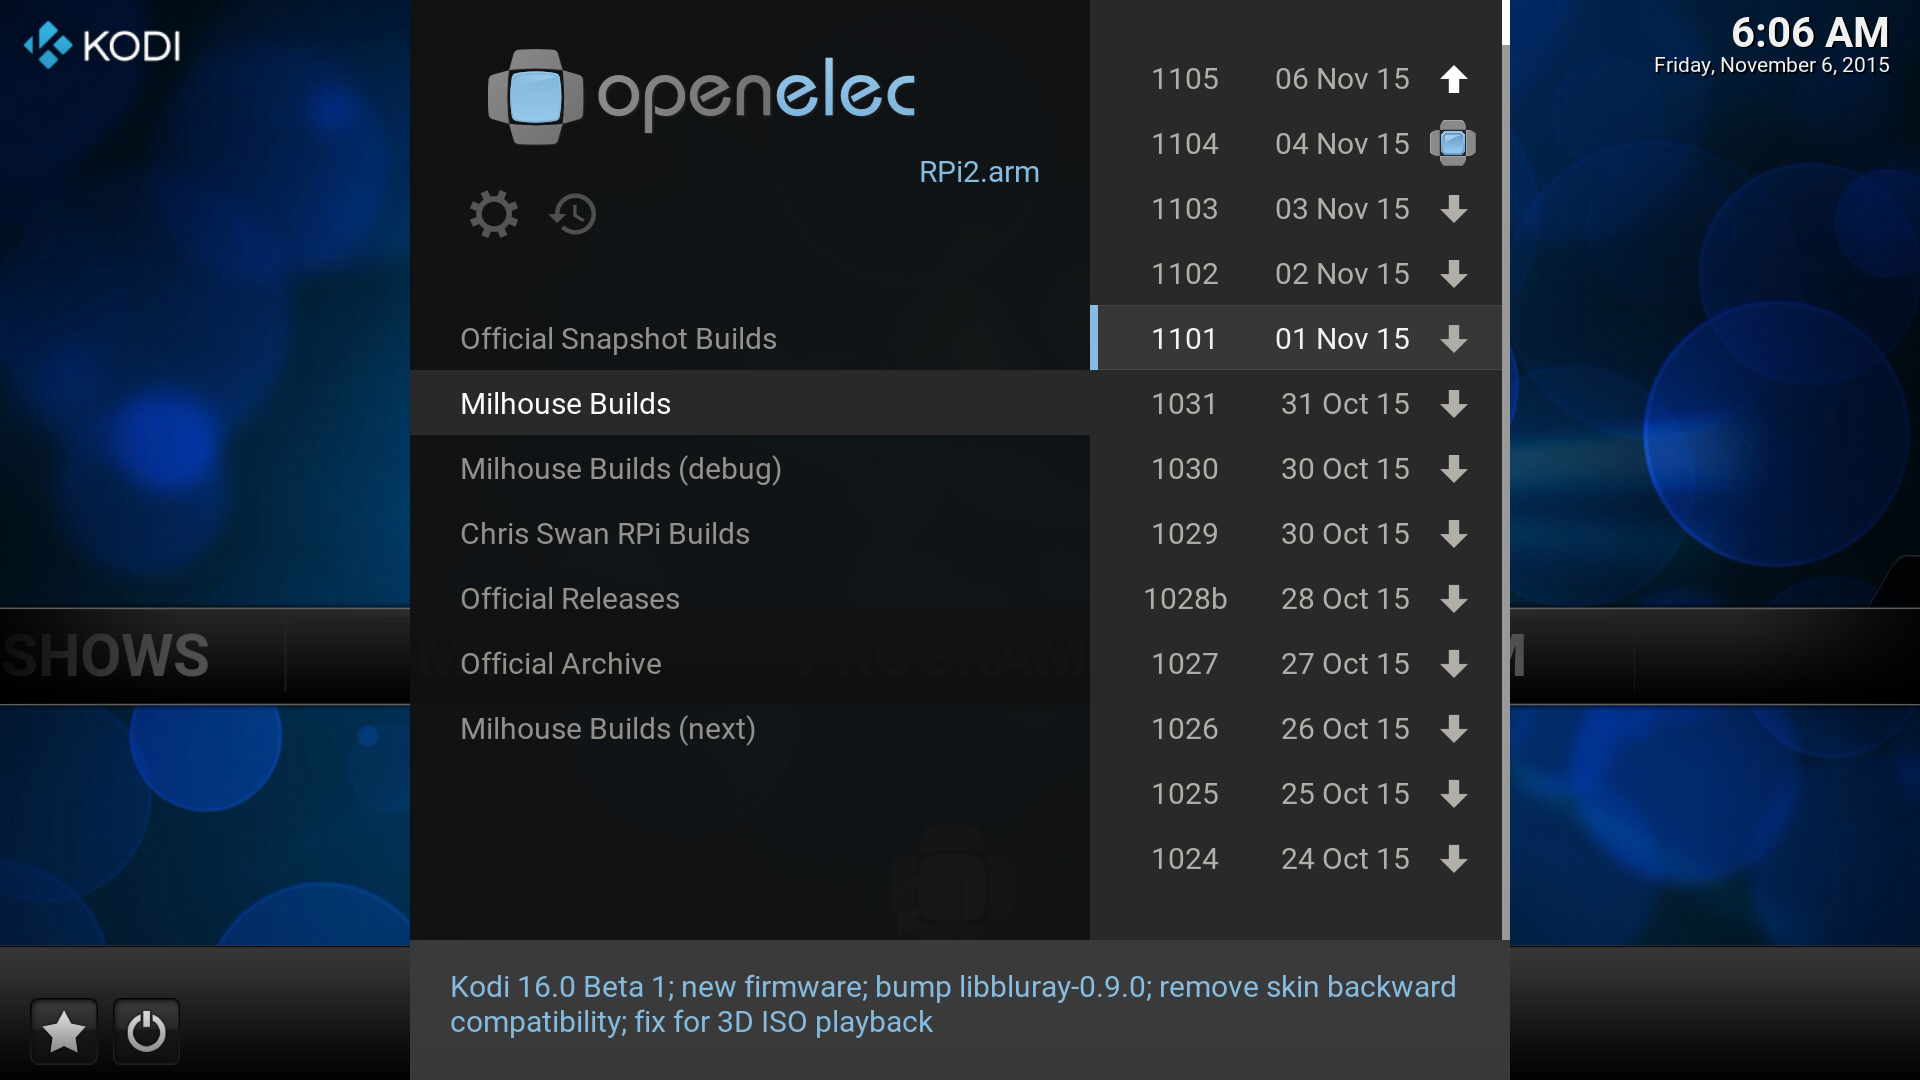 KODI
openelec
RPi2.arm
6:06 AM
Friday, November 6, 2015
Official Snapshot Builds
Milhouse Builds
Milhouse Builds (debug)
Chris Swan RPi Builds
Official Releases
Official Archive
Milhouse Builds (next)
1105 06 Nov 15
1104 04 Nov 15
1103 03 Nov 15
1102 02 Nov 15
1101 01 Nov 15
1031 31 Oct 15
1030 30 Oct 15
1029 30 Oct 15
1028b 28 Oct 15
1027 27 Oct 15
1026 26 Oct 15
1025 25 Oct 15
1024 24 Oct 15
SHOWS
MUSIC
PROGRAM
M
Kodi 16.0 Beta 1; new firmware; bump libbluray-0.9.0; remove skin backward
compatibility; fix for 3D ISO playback